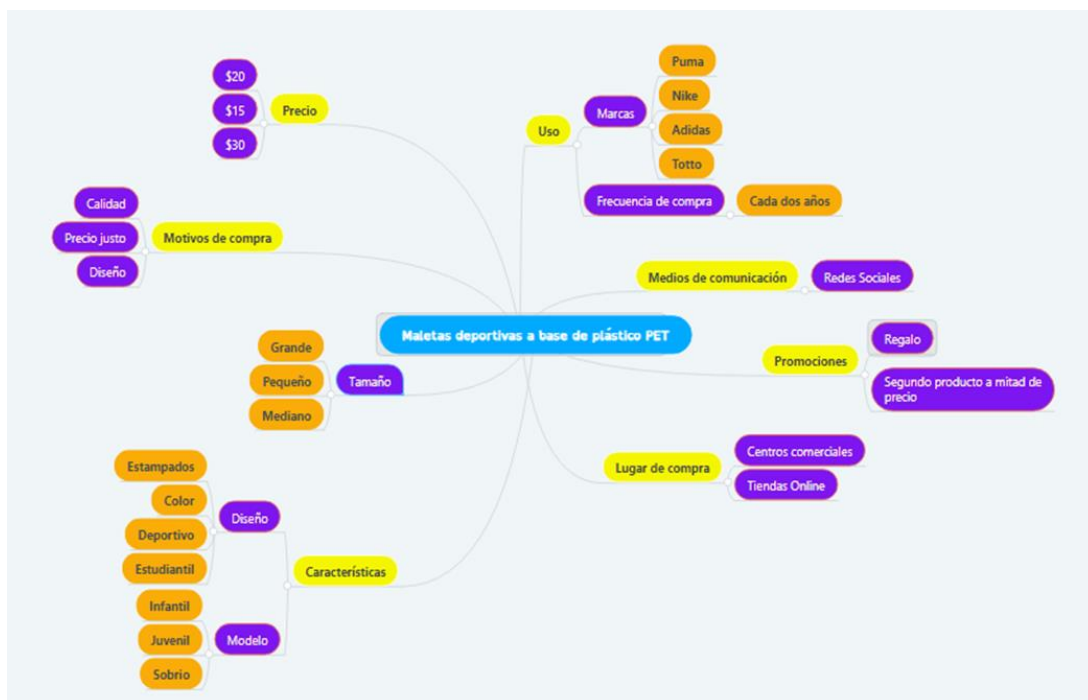 $20
$15
$30
Precio
Calidad
Precio justo
Diseño
Motivos de compra
Grande
Pequeño
Mediano
Tamaño
Estampados
Color
Deportivo
Estudiantil
Diseño
Infantil
Juvenil
Sobrio
Modelo
Características
Maletas deportivas a base de plástico PET
Uso
Marcas
Puma
Nike
Adidas
Totto
Frecuencia de compra
Cada dos años
Medios de comunicación
Redes Sociales
Promociones
Regalo
Segundo producto a mitad de
precio
Lugar de compra
Centros comerciales
Tiendas Online